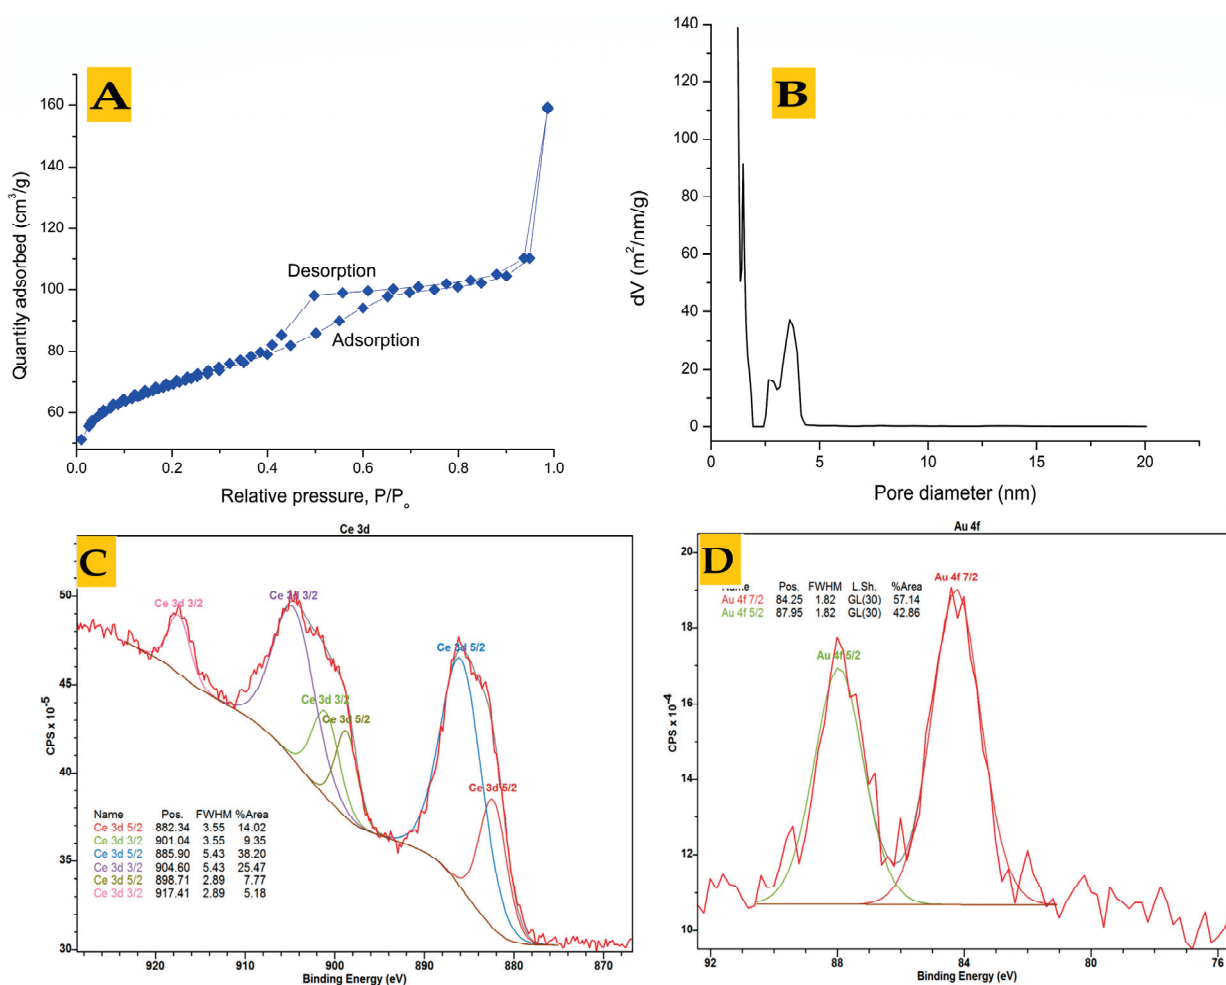 A
160
140
120
100
80
60
Quantity adsorbed (cm³/g)
Desorption
Adsorption
0.0 0.2 0.4 0.6 0.8 1.0
Relative pressure, P/Pₒ
B
140
120
100
80
60
40
20
0
dV (m²/nm/g)
0 5 10 15 20
Pore diameter (nm)
C
Ce 3d
50
45
40
35
30
CPS x 10⁻⁵
Ce 3d 3/2
Ce 3d 3/2
Ce 3d 5/2
Ce 3d 3/2
Ce 3d 5/2
Ce 3d 5/2
Name Pos. FWHM %Area
Ce 3d 5/2 882.34 3.55 14.02
Ce 3d 3/2 901.04 3.55 9.35
Ce 3d 5/2 885.90 5.43 38.20
Ce 3d 3/2 904.60 5.43 25.47
Ce 3d 5/2 898.71 2.89 7.77
Ce 3d 3/2 917.41 2.89 5.18
920 910 900 890 880 870
Binding Energy (eV)
D
Au 4f
20
18
16
14
12
10
CPS x 10⁻⁴
Name Pos. FWHM L.Sh. %Area
Au 4f 7/2 84.25 1.82 GL(30) 57.14
Au 4f 5/2 87.95 1.82 GL(30) 42.86
Au 4f 7/2
Au 4f 5/2
92 88 84 80 76
Binding Energy (eV)